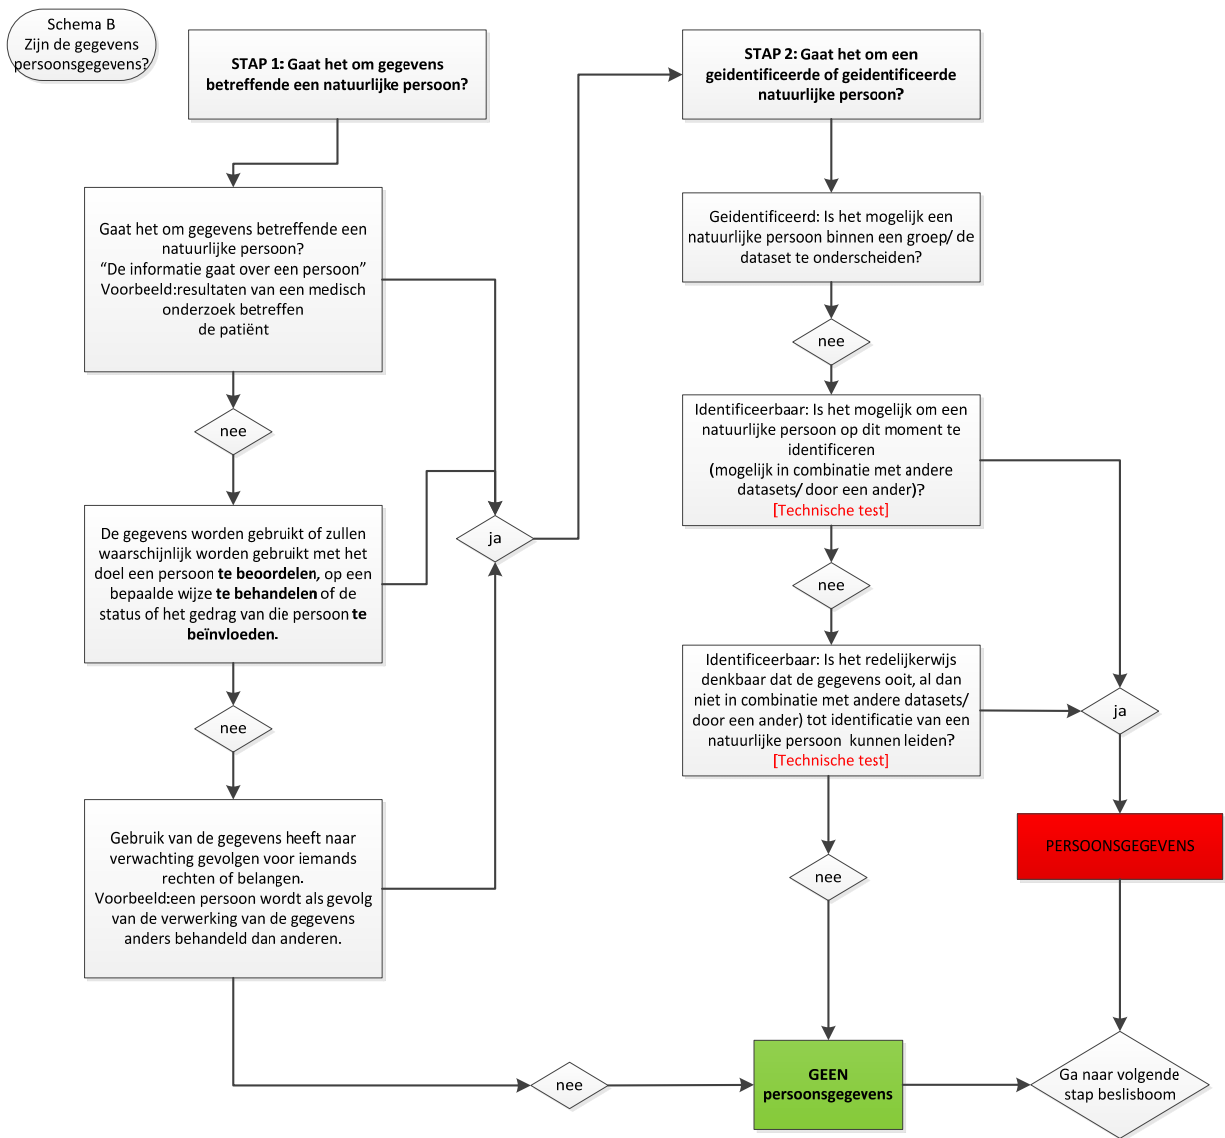 Schema B
Zijn de gegevens
persoonsgegevens?
STAP 1: Gaat het om gegevens
betreffende een natuurlijke persoon?
Gaat het om gegevens betreffende een
natuurlijke persoon?
“De informatie gaat over een persoon”
Voorbeeld:resultaten van een medisch
onderzoek betreffen
de patiënt
nee
De gegevens worden gebruikt of zullen
waarschijnlijk worden gebruikt met het
doel een persoon te beoordelen, op een
bepaalde wijze te behandelen of de
status of het gedrag van die persoon te
beïnvloeden.
nee
Gebruik van de gegevens heeft naar
verwachting gevolgen voor iemands
rechten of belangen.
Voorbeeld:een persoon wordt als gevolg
van de verwerking van de gegevens
anders behandeld dan anderen.
nee
ja
STAP 2: Gaat het om een
geidentificeerde of geidentificeerde
natuurlijke persoon?
Geidentificeerd: Is het mogelijk een
natuurlijke persoon binnen een groep/ de
dataset te onderscheiden?
nee
Identificeerbaar: Is het mogelijk om een
natuurlijke persoon op dit moment te
identificeren
(mogelijk in combinatie met andere
datasets/ door een ander)?
[Technische test]
nee
Identificeerbaar: Is het redelijkerwijs
denkbaar dat de gegevens ooit, al dan
niet in combinatie met andere datasets/
door een ander) tot identificatie van een
natuurlijke persoon kunnen leiden?
[Technische test]
nee
ja
PERSOONSGEGEVENS
GEEN
persoonsgegevens
Ga naar volgende
stap beslisboom